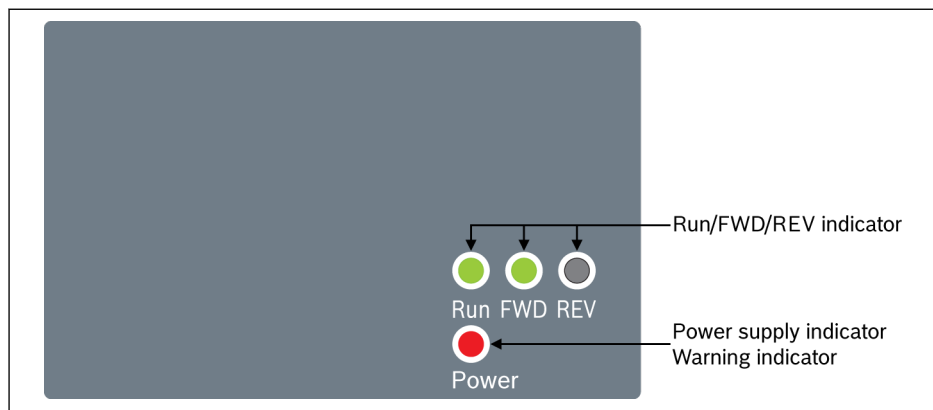 Run/FWD/REV indicator
Run FWD REV
Power supply indicator
Warning indicator
Power